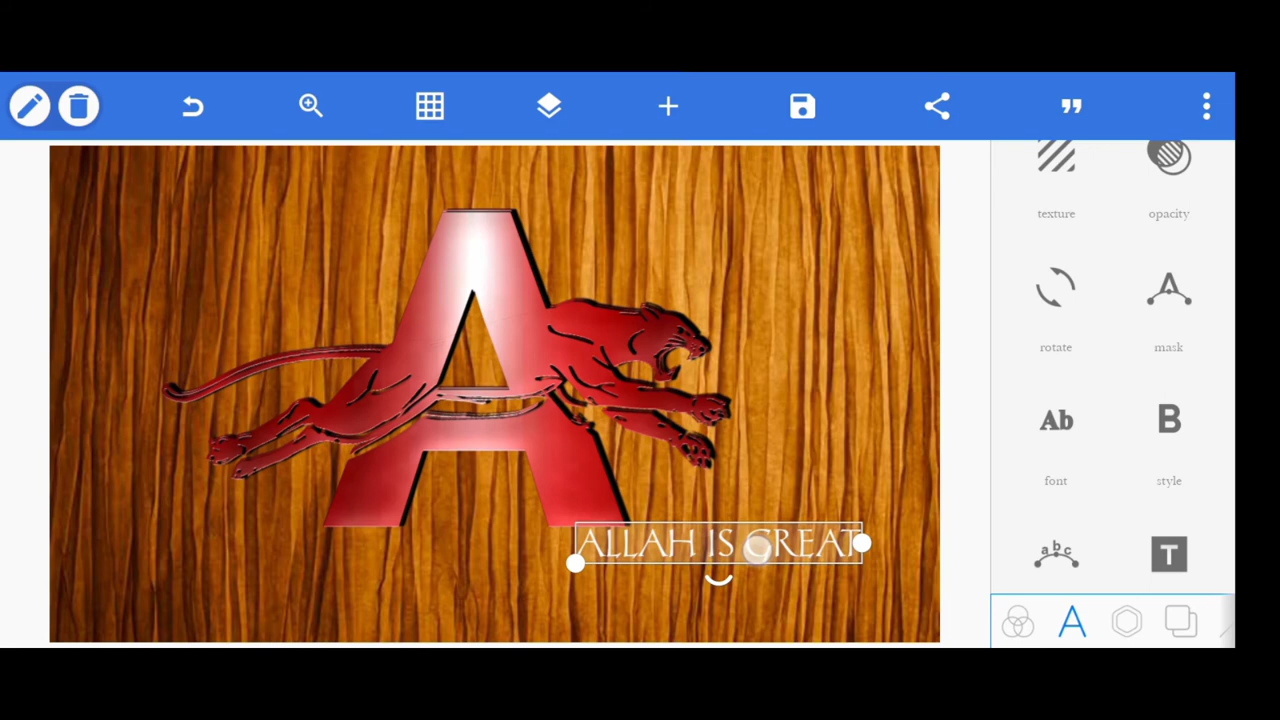 A
texture
opacity
rotate
mask
Ab
B
font
style
abc
T
ALLAH IS GREAT
A